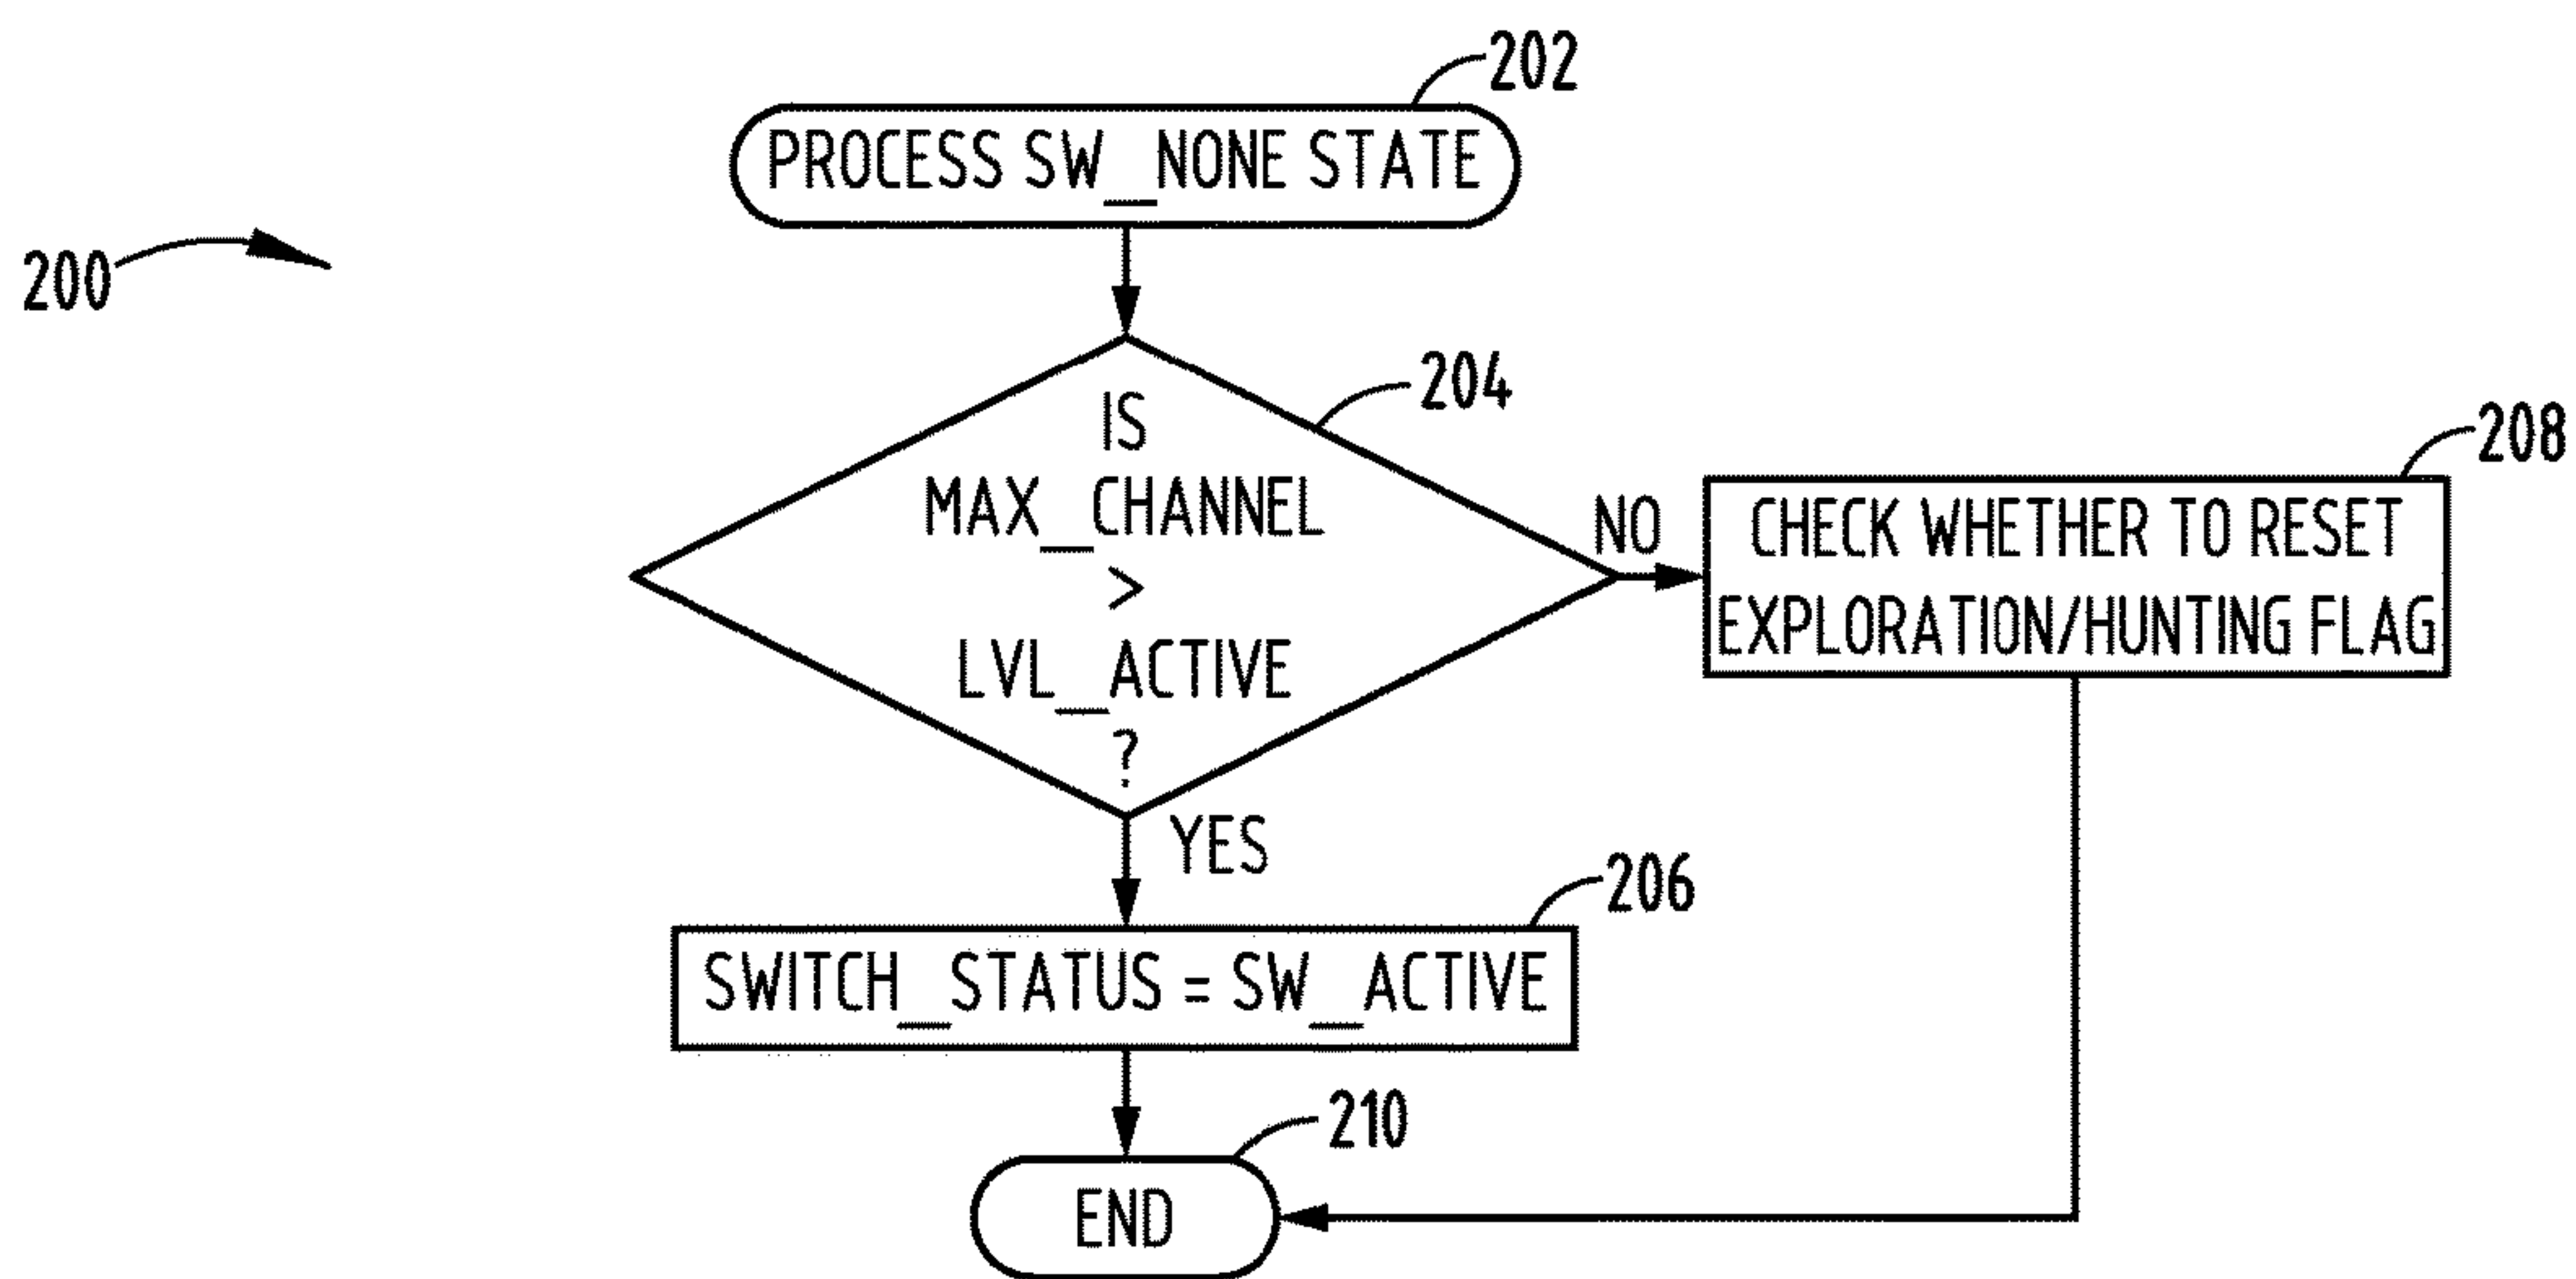 202
PROCESS SW_NONE STATE
200
204
IS
MAX_CHANNEL
>
LVL_ACTIVE
?
NO
208
CHECK WHETHER TO RESET
EXPLORATION/HUNTING FLAG
YES
206
SWITCH_STATUS = SW_ACTIVE
210
END